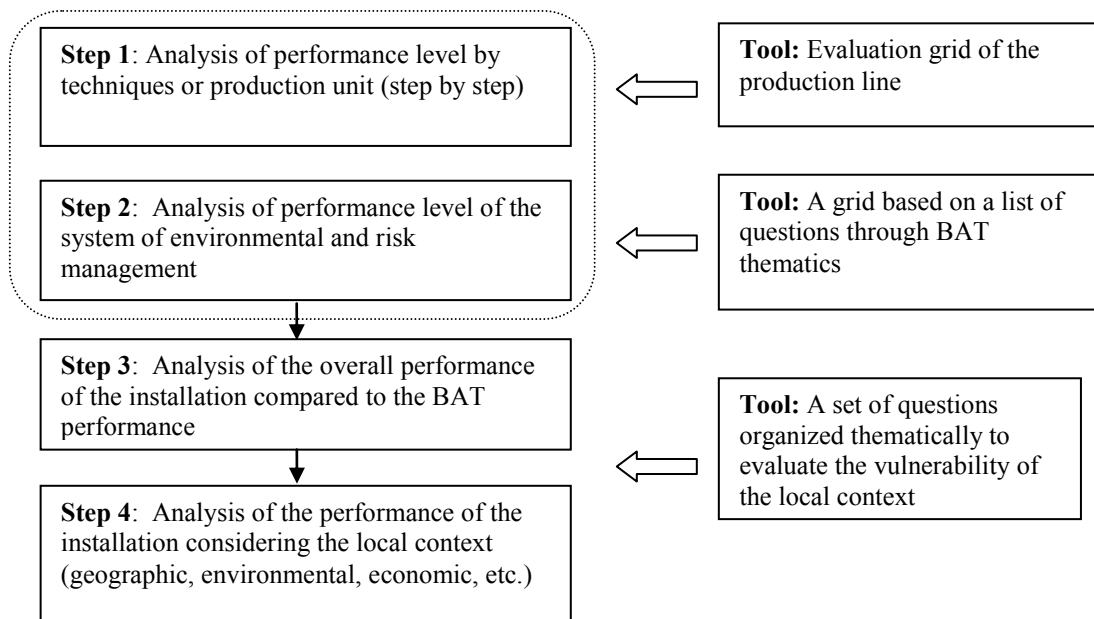 Step 1: Analysis of performance level by
techniques or production unit (step by step)
Tool: Evaluation grid of the
production line
Step 2: Analysis of performance level of the
system of environmental and risk
management
Tool: A grid based on a list of
questions through BAT
thematics
Step 3: Analysis of the overall performance
of the installation compared to the BAT
performance
Tool: A set of questions
organized thematically to
evaluate the vulnerability of
the local context
Step 4: Analysis of the performance of the
installation considering the local context
(geographic, environmental, economic, etc.)